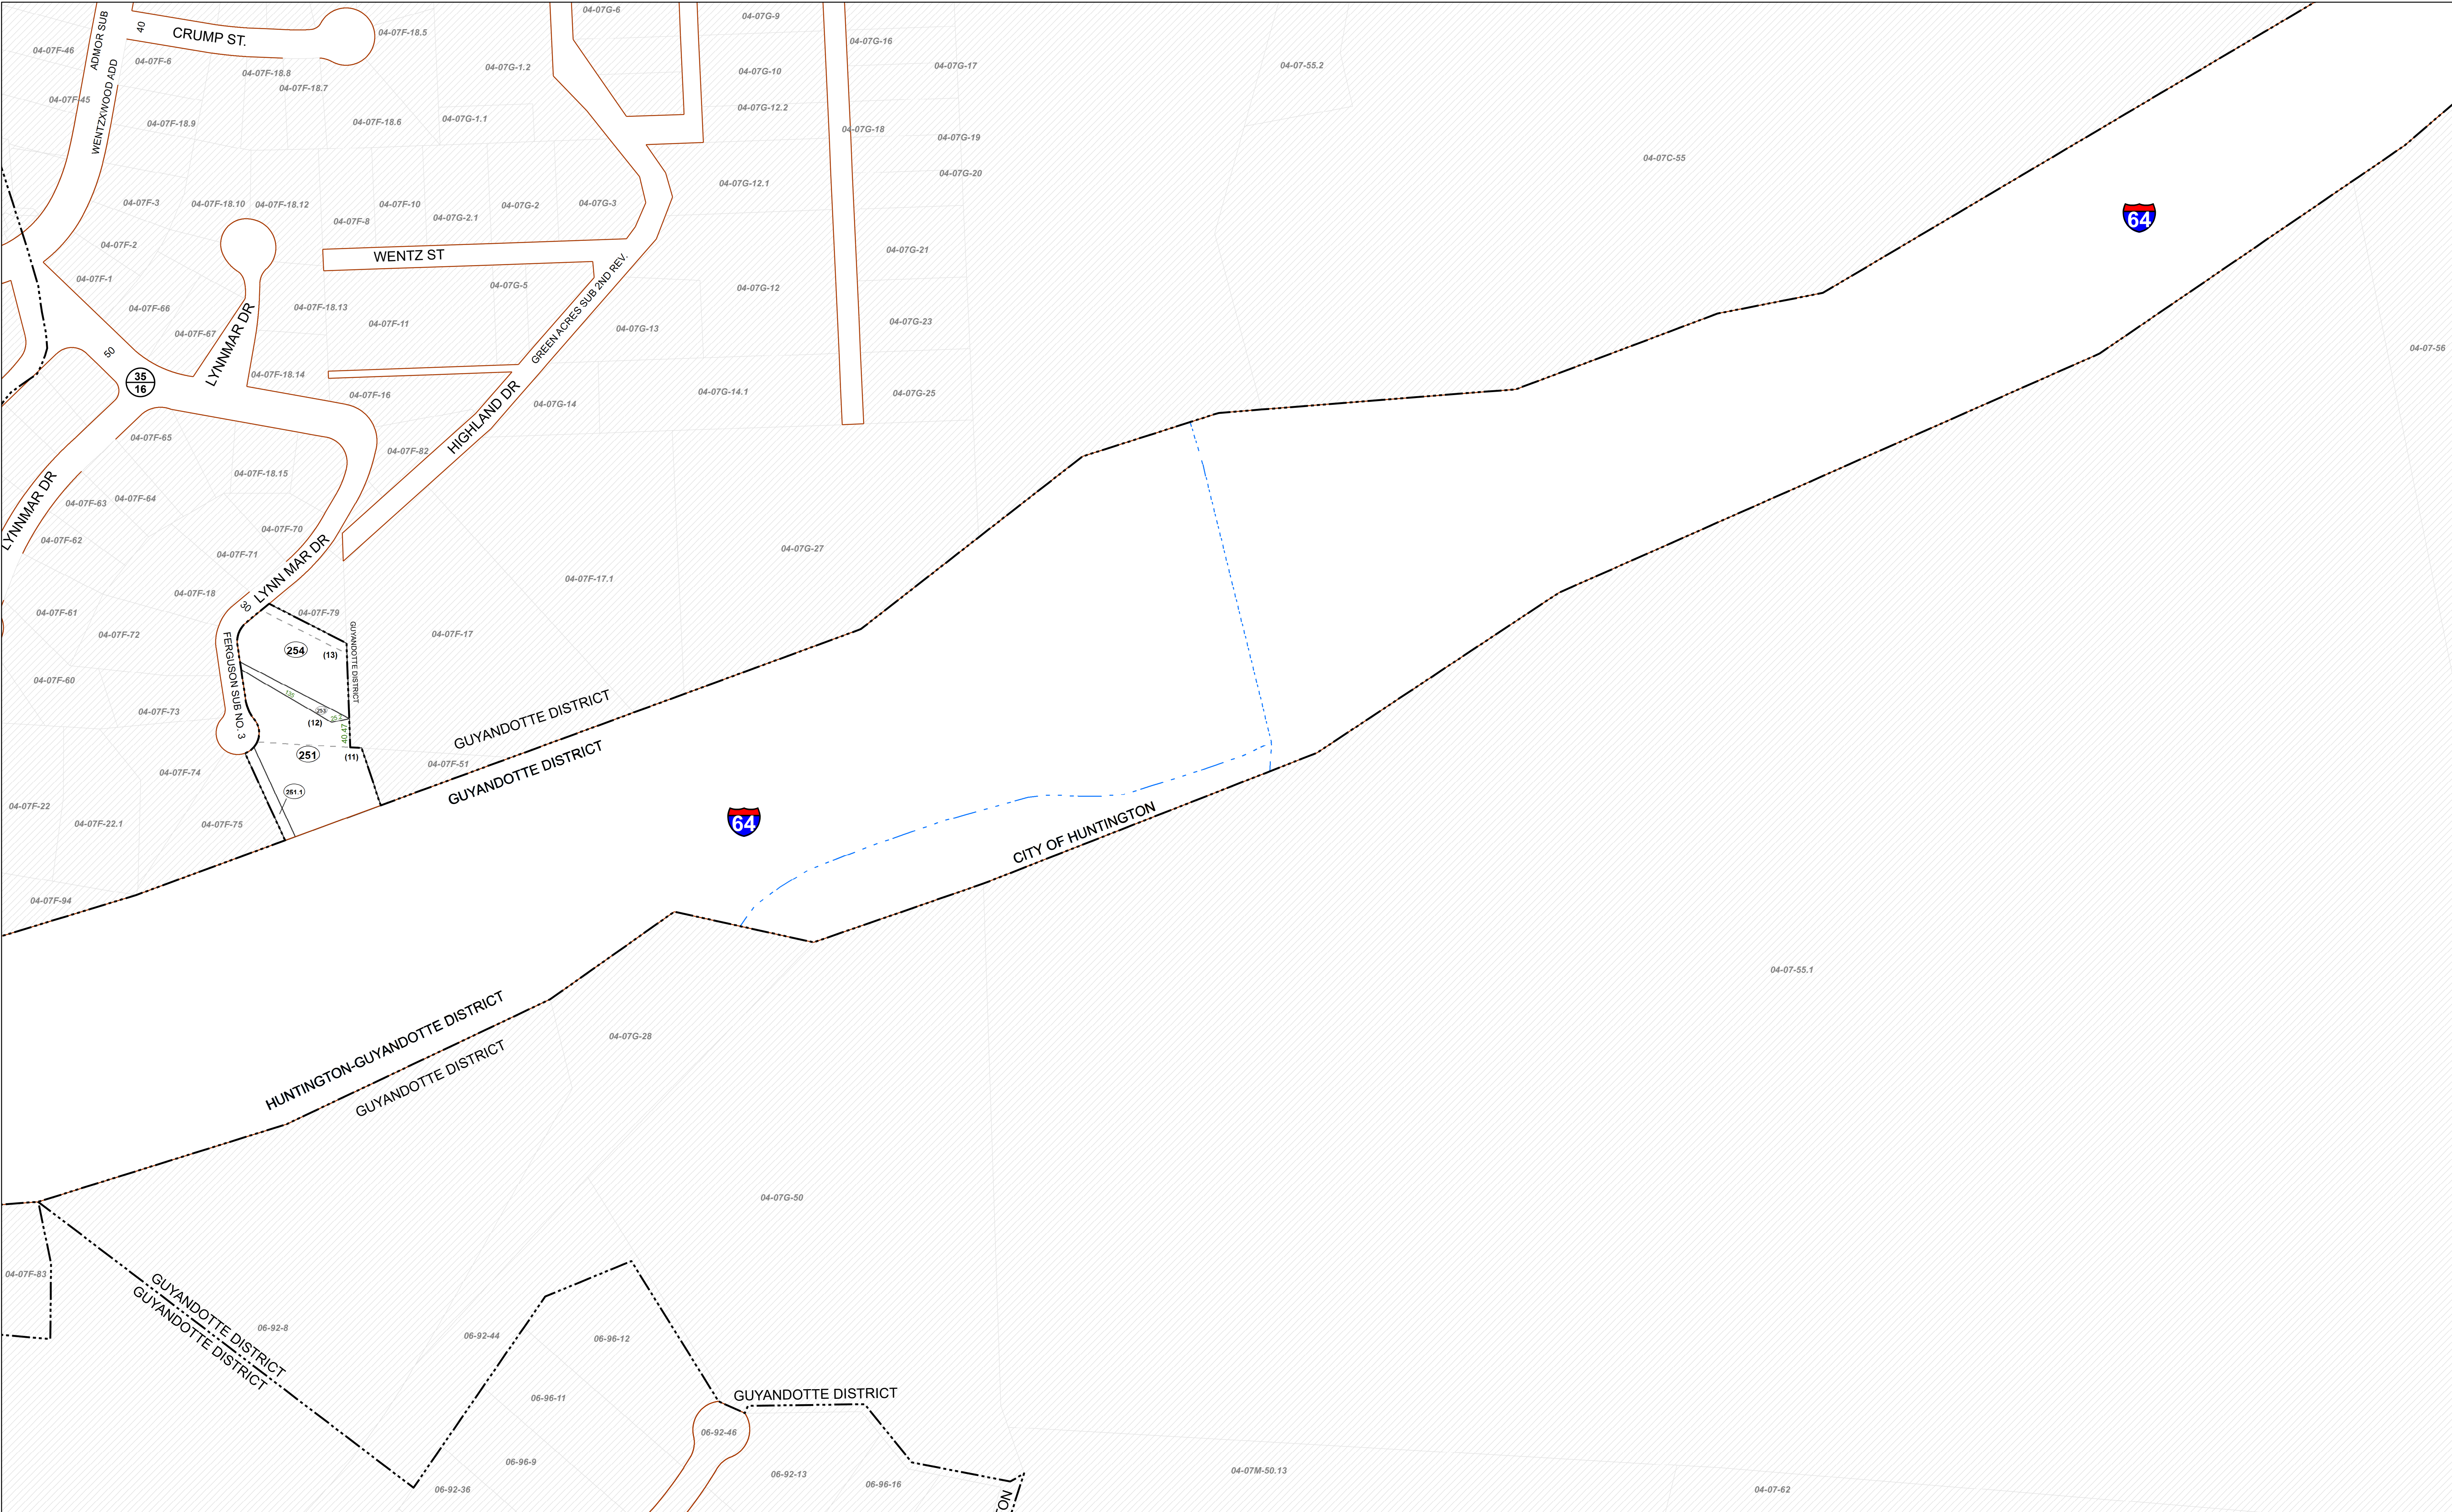 04-07G-6
04-07G-9
ADMOR SUB
40
CRUMP ST.
04-07F-18.5
04-07G-16
04-07F-46
04-07F-6
04-07G-1.2
04-07G-10
04-07G-17
04-07-55.2
04-07F-18.8
04-07F-18.7
WENTZXWOOD ADD
04-07F-45
04-07G-12.2
04-07F-18.9
04-07F-18.6
04-07G-1.1
04-07G-18
04-07G-19
04-07C-55
04-07G-20
04-07G-12.1
04-07F-3
04-07F-18.10
04-07F-18.12
04-07F-10
04-07G-2
04-07G-3
04-07F-8
04-07G-2.1
64
04-07F-2
04-07G-21
WENTZ ST
04-07F-1
04-07G-5
04-07G-12
GREEN ACRES SUB 2ND REV.
04-07F-66
04-07F-18.13
04-07F-67
04-07F-11
04-07G-13
04-07G-23
LYNNMAR DR
50
04-07-56
35
16
04-07F-18.14
04-07F-16
04-07G-14
04-07G-14.1
04-07G-25
HIGHLAND DR
04-07F-65
04-07F-82
04-07F-18.15
LYNNMAR DR
04-07F-63
04-07F-64
04-07F-70
04-07F-62
04-07F-71
04-07G-27
LYNN MAR DR
04-07F-17.1
04-07F-18
30
04-07F-61
04-07F-79
04-07F-72
04-07F-17
FERGUSON SUB NO. 3
254
(13)
GUYANDOTTE DISTRICT
04-07F-60
135
253
25.2
04-07F-73
(12)
40.47
GUYANDOTTE DISTRICT
251
(11)
04-07F-51
GUYANDOTTE DISTRICT
04-07F-74
251.1
04-07F-22
04-07F-22.1
04-07F-75
64
CITY OF HUNTINGTON
04-07F-94
04-07-55.1
HUNTINGTON-GUYANDOTTE DISTRICT
04-07G-28
GUYANDOTTE DISTRICT
04-07G-50
04-07F-83
GUYANDOTTE DISTRICT
GUYANDOTTE DISTRICT
06-92-8
06-92-44
06-96-12
06-96-11
GUYANDOTTE DISTRICT
06-92-46
06-96-9
06-92-13
06-96-16
04-07M-50.13
06-92-36
04-07-62
TON